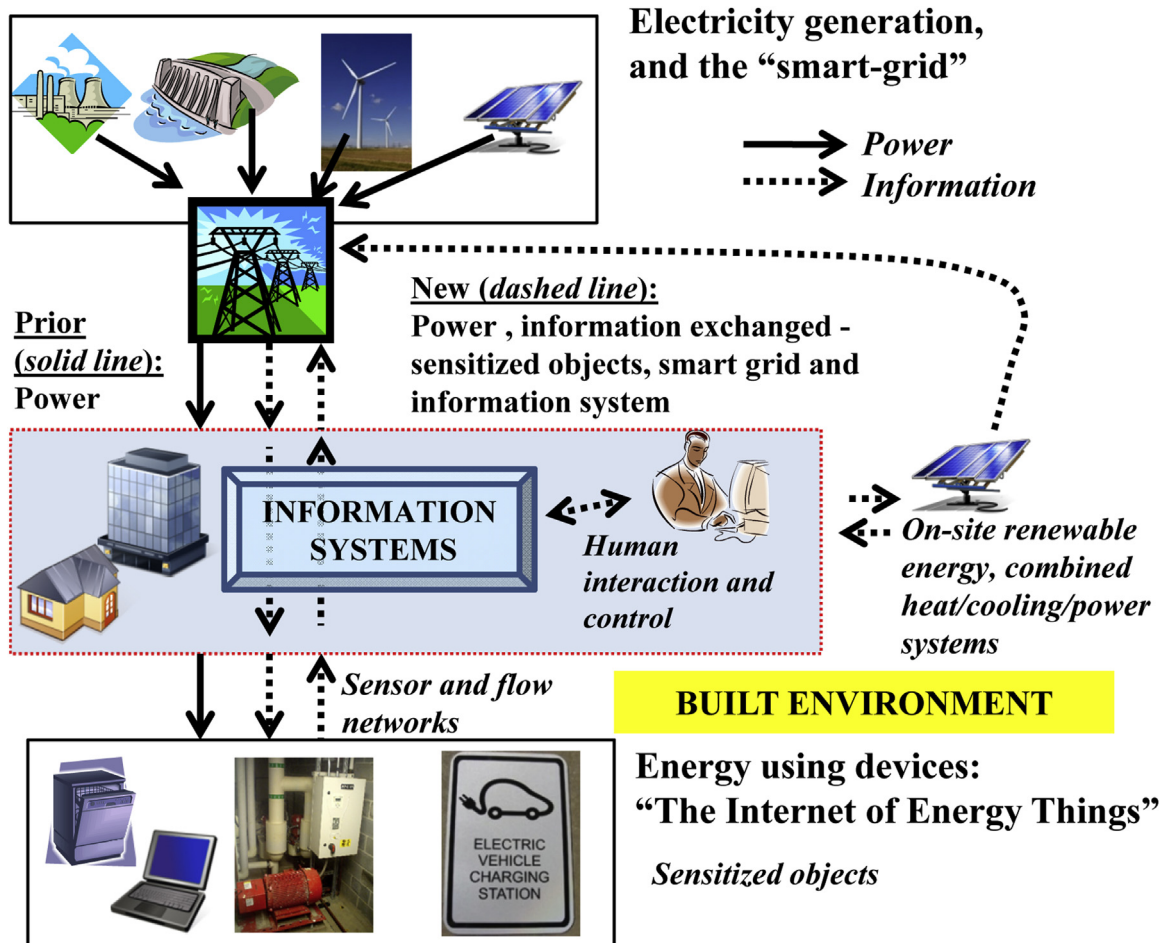 Electricity generation,
and the “smart-grid”
Power
Information
New (dashed line):
Power , information exchanged -
sensitized objects, smart grid and
information system
Prior
(solid line):
Power
INFORMATION
SYSTEMS
Human
interaction and
control
On-site renewable
energy, combined
heat/cooling/power
systems
Sensor and flow
networks
BUILT ENVIRONMENT
Energy using devices:
“The Internet of Energy Things”
Sensitized objects
ELECTRIC
VEHICLE
CHARGING
STATION